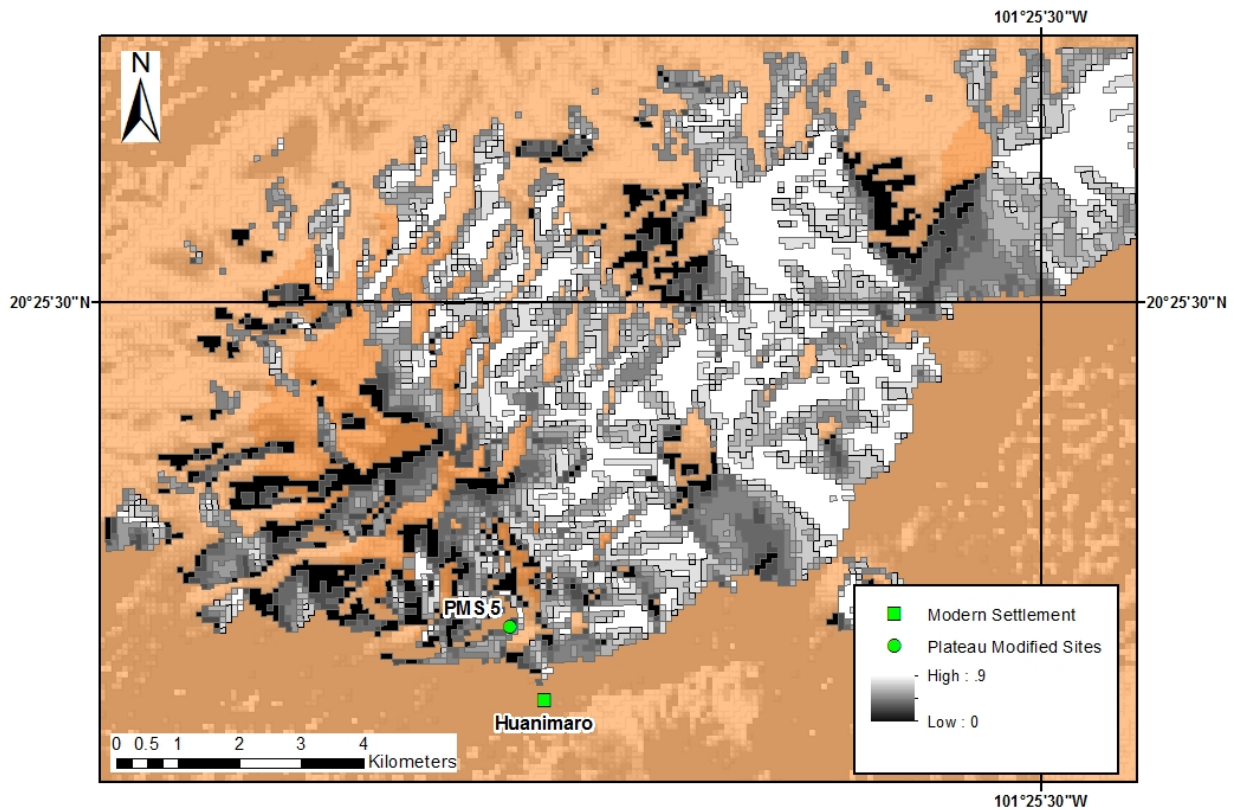 101°25'30"W
N
20°25'30"N
20°25'30"N
PMS 5
Huanimaro
Modern Settlement
Plateau Modified Sites
High : .9
Low : 0
0 0.5 1 2 3 4
Kilometers
101°25'30"W